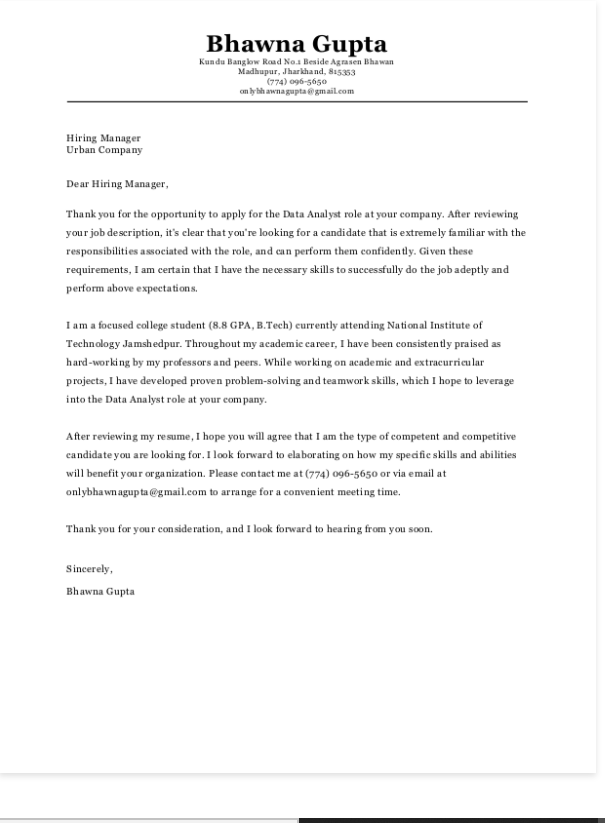 Bhawna Gupta
Kundu Banglow Road No.1 Beside Agrasen Bhawan
Madhupur, Jharkhand, 815353
(774) 096-5650
onlybhawnagupta@gmail.com
Hiring Manager
Urban Company
Dear Hiring Manager,
Thank you for the opportunity to apply for the Data Analyst role at your company. After reviewing
your job description, it's clear that you're looking for a candidate that is extremely familiar with the
responsibilities associated with the role, and can perform them confidently. Given these
requirements, I am certain that I have the necessary skills to successfully do the job adeptly and
perform above expectations.
I am a focused college student (8.8 GPA, B.Tech) currently attending National Institute of
Technology Jamshedpur. Throughout my academic career, I have been consistently praised as
hard-working by my professors and peers. While working on academic and extracurricular
projects, I have developed proven problem-solving and teamwork skills, which I hope to leverage
into the Data Analyst role at your company.
After reviewing my resume, I hope you will agree that I am the type of competent and competitive
candidate you are looking for. I look forward to elaborating on how my specific skills and abilities
will benefit your organization. Please contact me at (774) 096-5650 or via email at
onlybhawnagupta@gmail.com to arrange for a convenient meeting time.
Thank you for your consideration, and I look forward to hearing from you soon.
Sincerely,
Bhawna Gupta